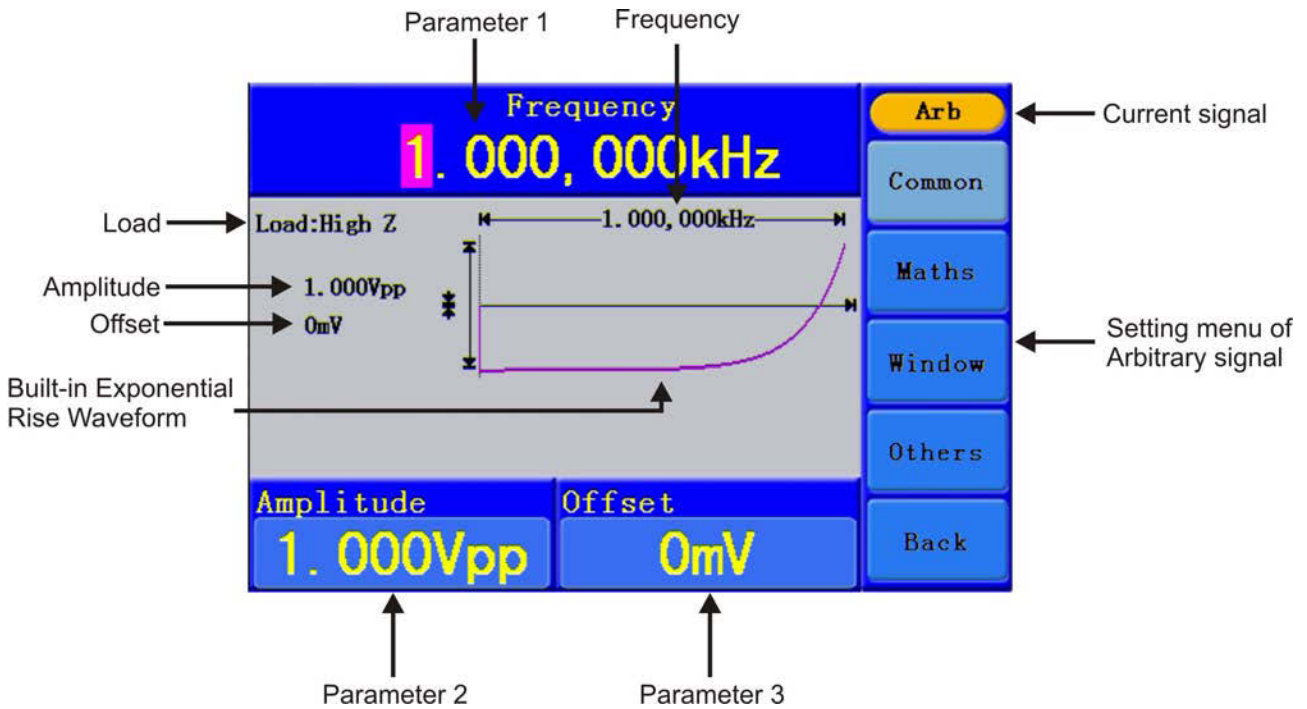 Parameter 1
Frequency
Frequency
1.000,000kHz
Arb
Current signal
Common
Load
Load:High Z
1.000,000kHz
Maths
Amplitude
1.000Vpp
Offset
0mV
Setting menu of
Arbitrary signal
Window
Built-in Exponential
Rise Waveform
Others
Amplitude
Offset
1.000Vpp
0mV
Back
Parameter 2
Parameter 3